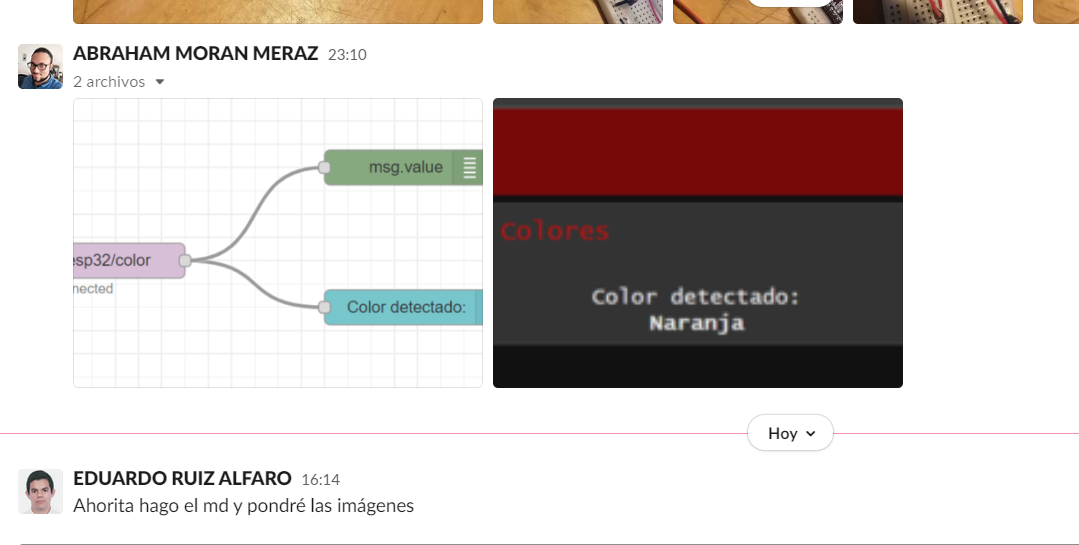 ABRAHAM MORAN MERAZ 23:10
2 archivos
msg.value
esp32/color
nected
Color detectado:
Colores
Color detectado:
Naranja
Hoy
EDUARDO RUIZ ALFARO 16:14
Ahorita hago el md y pondré las imágenes